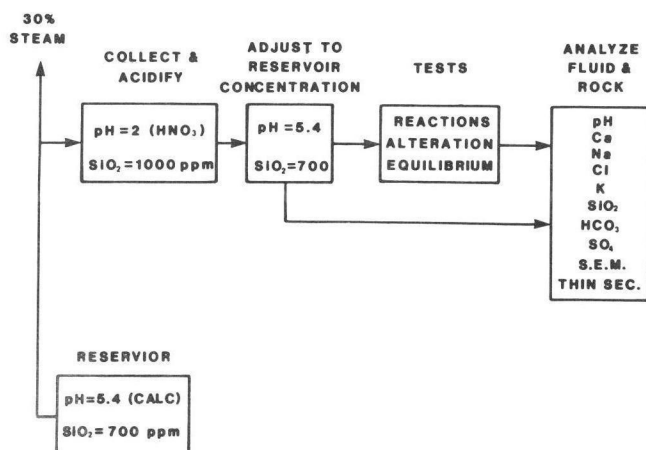 30%
STEAM
COLLECT &
ACIDIFY
pH=2 (HNO₃)
SiO₂=1000 ppm
ADJUST TO
RESERVOIR
CONCENTRATION
pH=5.4
SiO₂=700
TESTS
REACTIONS
ALTERATION
EQUILIBRIUM
ANALYZE
FLUID &
ROCK
pH
Ca
Na
Cl
K
SiO₂
HCO₃
SO₄
S.E.M.
THIN SEC.
RESERVIOR
pH=5.4 (CALC)
SiO₂=700 ppm